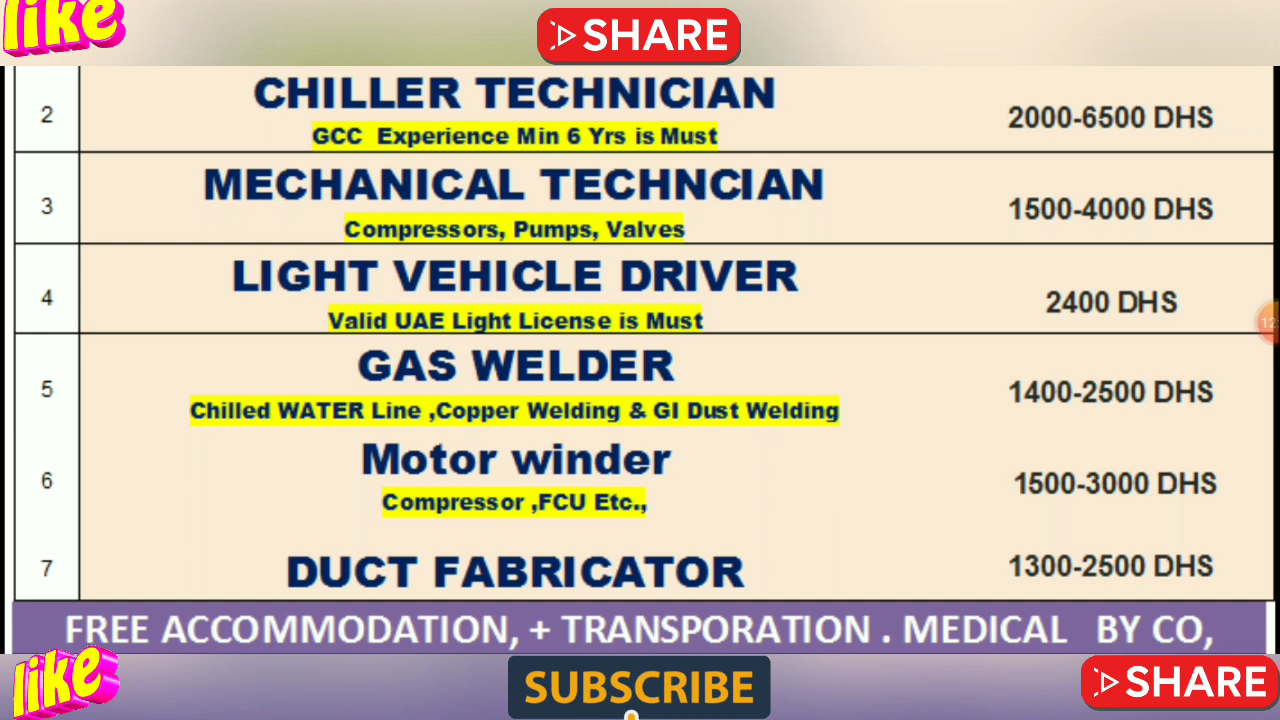 like
SHARE
2
CHILLER TECHNICIAN
GCC Experience Min 6 Yrs is Must
2000-6500 DHS
3
MECHANICAL TECHNCIAN
Compressors, Pumps, Valves
1500-4000 DHS
4
LIGHT VEHICLE DRIVER
Valid UAE Light License is Must
2400 DHS
12
5
GAS WELDER
Chilled WATER Line ,Copper Welding & GI Dust Welding
1400-2500 DHS
6
Motor winder
Compressor ,FCU Etc.,
1500-3000 DHS
7
DUCT FABRICATOR
1300-2500 DHS
FREE ACCOMMODATION, + TRANSPORATION . MEDICAL BY CO,
like
SUBSCRIBE
SHARE